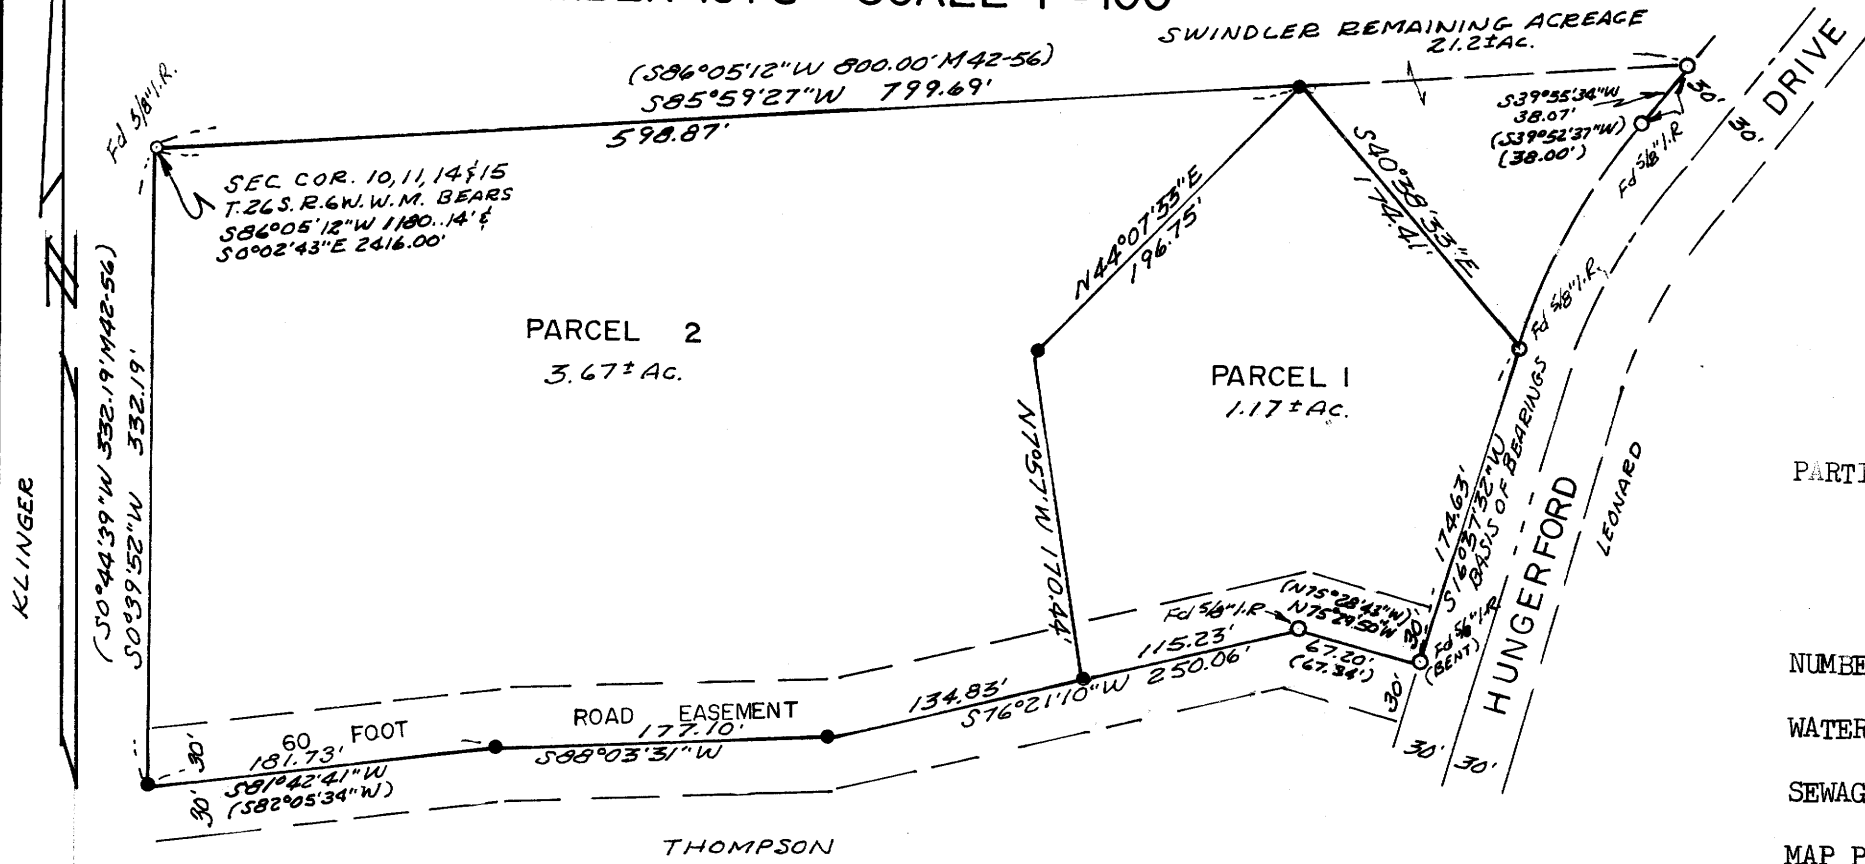 SCALE 1"=100'
SWINDLER REMAINING ACREAGE
21.2±AC.
(S86°05'12"W 800.00' M42-56)
S85°59'27"W 799.69'
598.87'
Fd 5/8" I.R.
SEC COR. 10, 11, 14 & 15
T.26S. R.6W. W.M. BEARS
S86°05'12"W 1180.14' &
S0°02'43"E 2416.00'
S39°55'34"W
38.07'
(S39°52'37"W)
(38.00')
Fd 5/8" I.R
30'
30'
DRIVE
N44°07'53"E
196.75'
S40°38'33"E
174.41'
Fd 5/8" I.R.
PARCEL 2
3.67± AC.
PARCEL 1
1.17± AC.
KLINGER
(S0°44'39"W 332.19' M42-56)
S0°39'52"W 332.19'
N7°57'W 170.44'
174.63'
S16°37'32"W
BASIS OF BEARINGS
HUNGERFORD
LEONARD
PARTI
Fd 5/8" I.R
(N75°28'43"W)
N75°29'50"W
67.20'
(67.34')
30'
Fd 5/8" I.R
(BENT)
30'
30'
30'
115.23'
S76°21'10"W 250.06'
134.83'
60 FOOT ROAD EASEMENT
177.10'
S88°03'31"W
181.73'
S81°42'41"W
(S82°05'34"W)
30'
30'
THOMPSON
NUMBE
WATER
SEWAG
MAP P